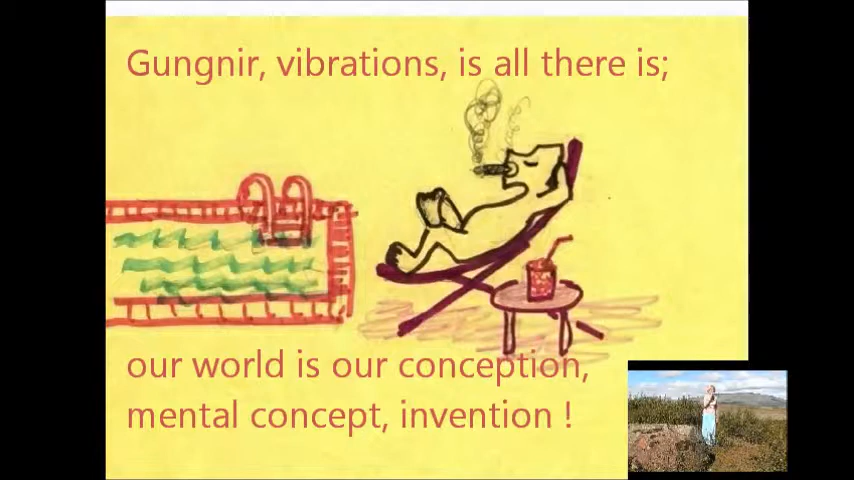 Gungnir, vibrations, is all there is;
our world is our conception,
mental concept, invention !